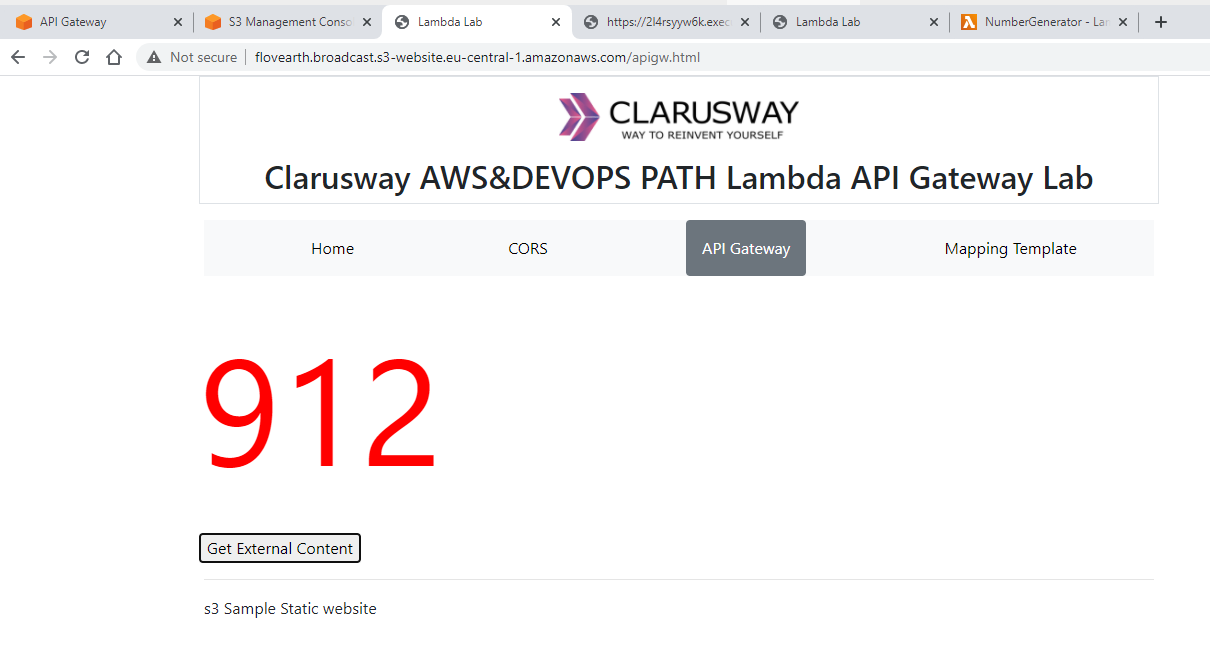 API Gateway
S3 Management Conso
Lambda Lab
https://2l4rsyyw6k.exec
Lambda Lab
NumberGenerator - Lam
Not secure
flovearth.broadcast.s3-website.eu-central-1.amazonaws.com/apigw.html
CLARUSWAY
WAY TO REINVENT YOURSELF
Clarusway AWS&DEVOPS PATH Lambda API Gateway Lab
Home
CORS
API Gateway
Mapping Template
912
Get External Content
s3 Sample Static website